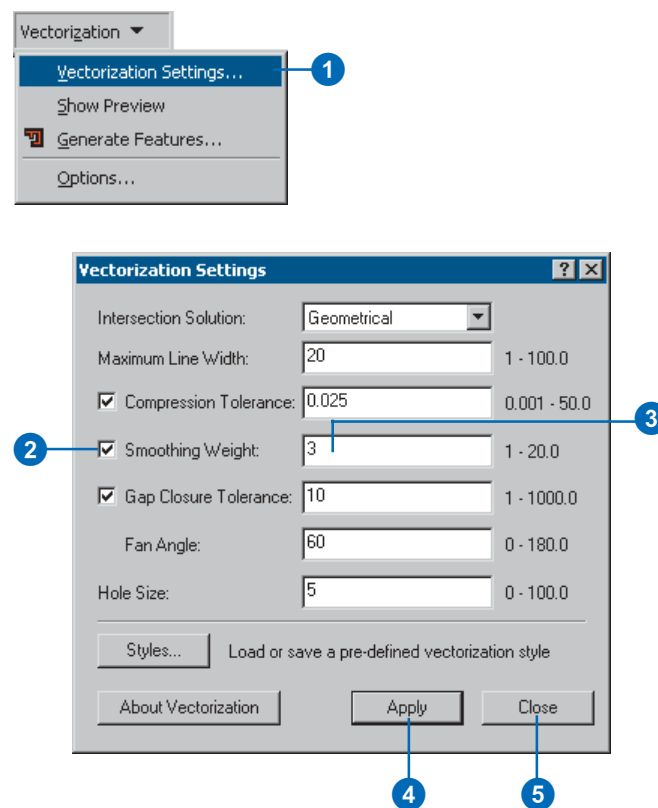 Vectorization
Vectorization Settings... 1
Show Preview
Generate Features...
Options...
Vectorization Settings ? X
Intersection Solution: Geometrical
Maximum Line Width: 20 1 - 100.0
Compression Tolerance: 0.025 0.001 - 50.0
3
2 Smoothing Weight: 3 1 - 20.0
Gap Closure Tolerance: 10 1 - 1000.0
Fan Angle: 60 0 - 180.0
Hole Size: 5 0 - 100.0
Styles... Load or save a pre-defined vectorization style
About Vectorization Apply Close
4 5